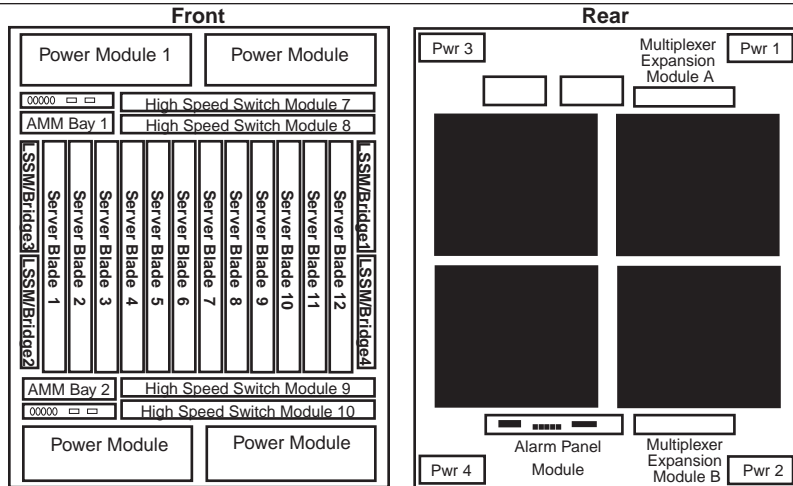 Front
Power Module 1
Power Module
00000
High Speed Switch Module 7
AMM Bay 1
High Speed Switch Module 8
LSSM/Bridge3
LSSM/Bridge2
Server Blade 1
Server Blade 2
Server Blade 3
Server Blade 4
Server Blade 5
Server Blade 6
Server Blade 7
Server Blade 8
Server Blade 9
Server Blade 10
Server Blade 11
Server Blade 12
LSSM/Bridge1
LSSM/Bridge4
AMM Bay 2
High Speed Switch Module 9
00000
High Speed Switch Module 10
Power Module
Power Module
Rear
Pwr 3
Multiplexer
Expansion
Module A
Pwr 1
Alarm Panel
Module
Multiplexer
Expansion
Module B
Pwr 4
Pwr 2